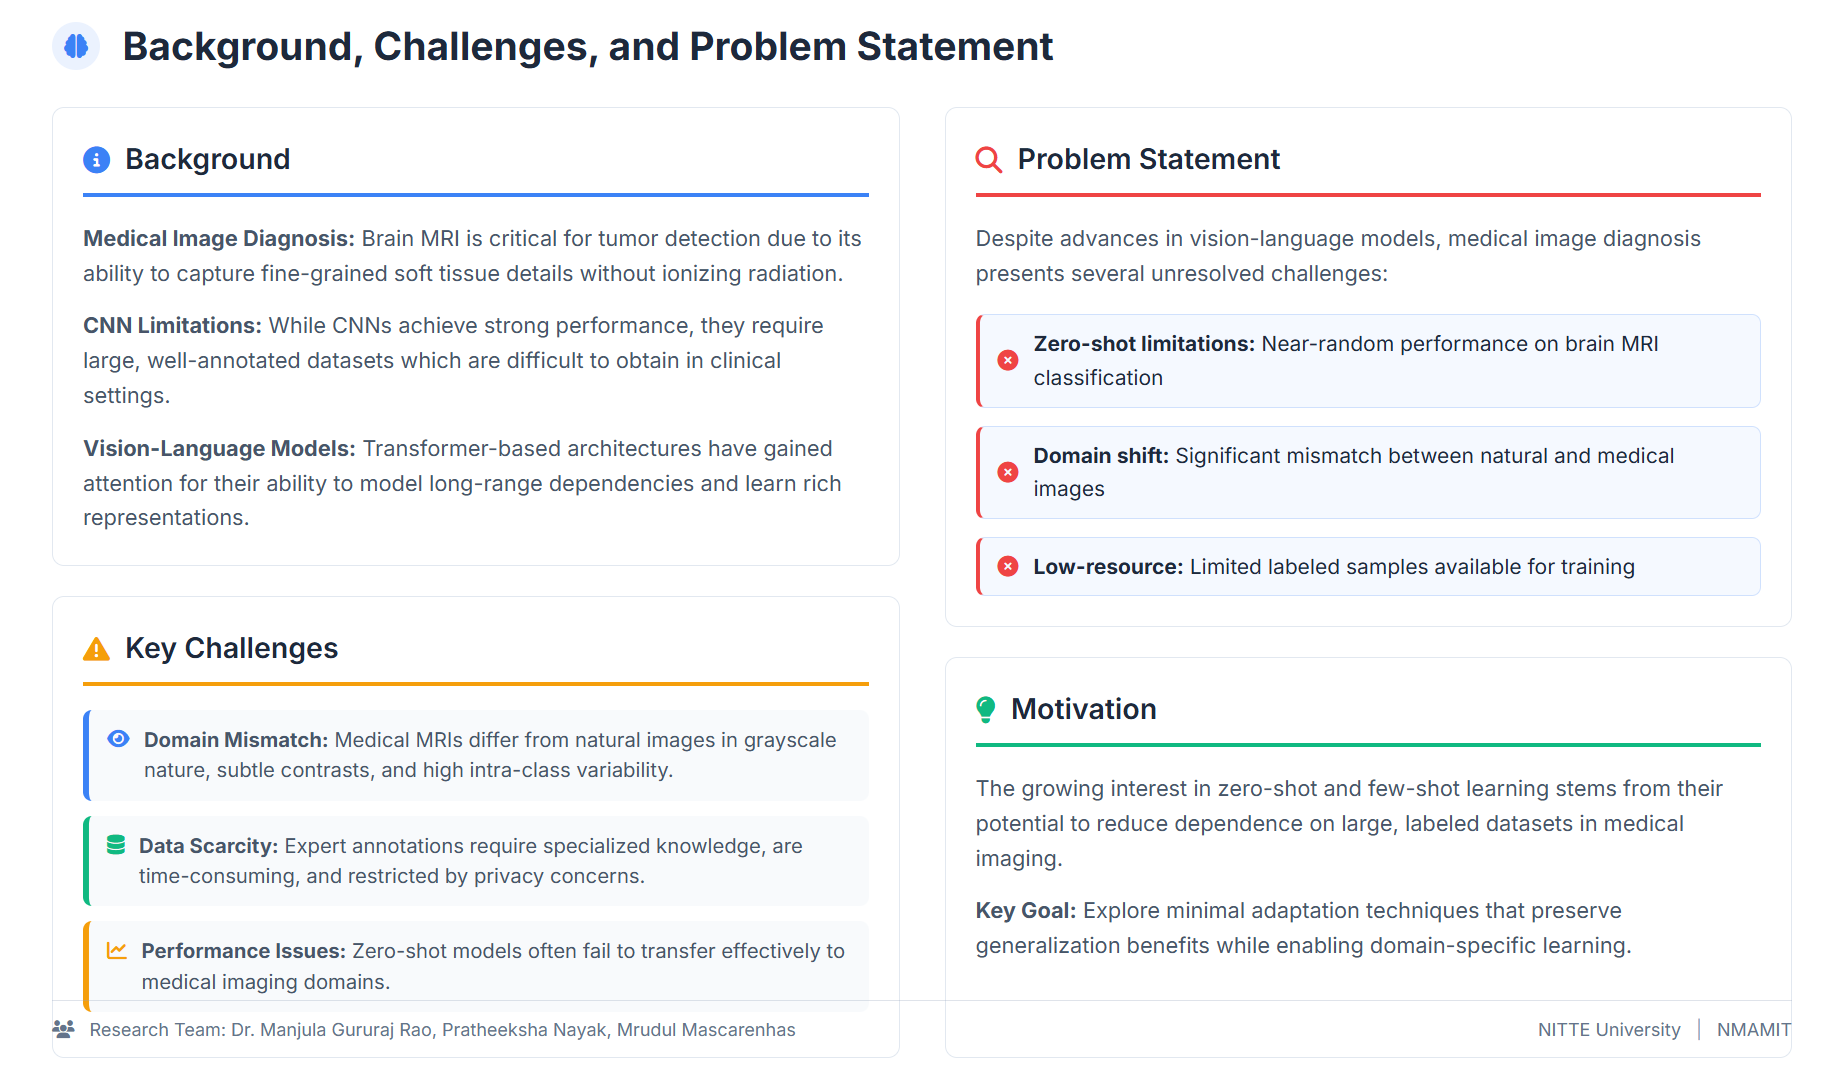 Background, Challenges, and Problem Statement
Background
Medical Image Diagnosis: Brain MRI is critical for tumor detection due to its
ability to capture fine-grained soft tissue details without ionizing radiation.
CNN Limitations: While CNNs achieve strong performance, they require
large, well-annotated datasets which are difficult to obtain in clinical
settings.
Vision-Language Models: Transformer-based architectures have gained
attention for their ability to model long-range dependencies and learn rich
representations.
Key Challenges
Domain Mismatch: Medical MRIs differ from natural images in grayscale
nature, subtle contrasts, and high intra-class variability.
Data Scarcity: Expert annotations require specialized knowledge, are
time-consuming, and restricted by privacy concerns.
Performance Issues: Zero-shot models often fail to transfer effectively to
medical imaging domains.
Problem Statement
Despite advances in vision-language models, medical image diagnosis
presents several unresolved challenges:
Zero-shot limitations: Near-random performance on brain MRI
classification
Domain shift: Significant mismatch between natural and medical
images
Low-resource: Limited labeled samples available for training
Motivation
The growing interest in zero-shot and few-shot learning stems from their
potential to reduce dependence on large, labeled datasets in medical
imaging.
Key Goal: Explore minimal adaptation techniques that preserve
generalization benefits while enabling domain-specific learning.
Research Team: Dr. Manjula Gururaj Rao, Pratheeksha Nayak, Mrudul Mascarenhas
NITTE University | NMAMIT